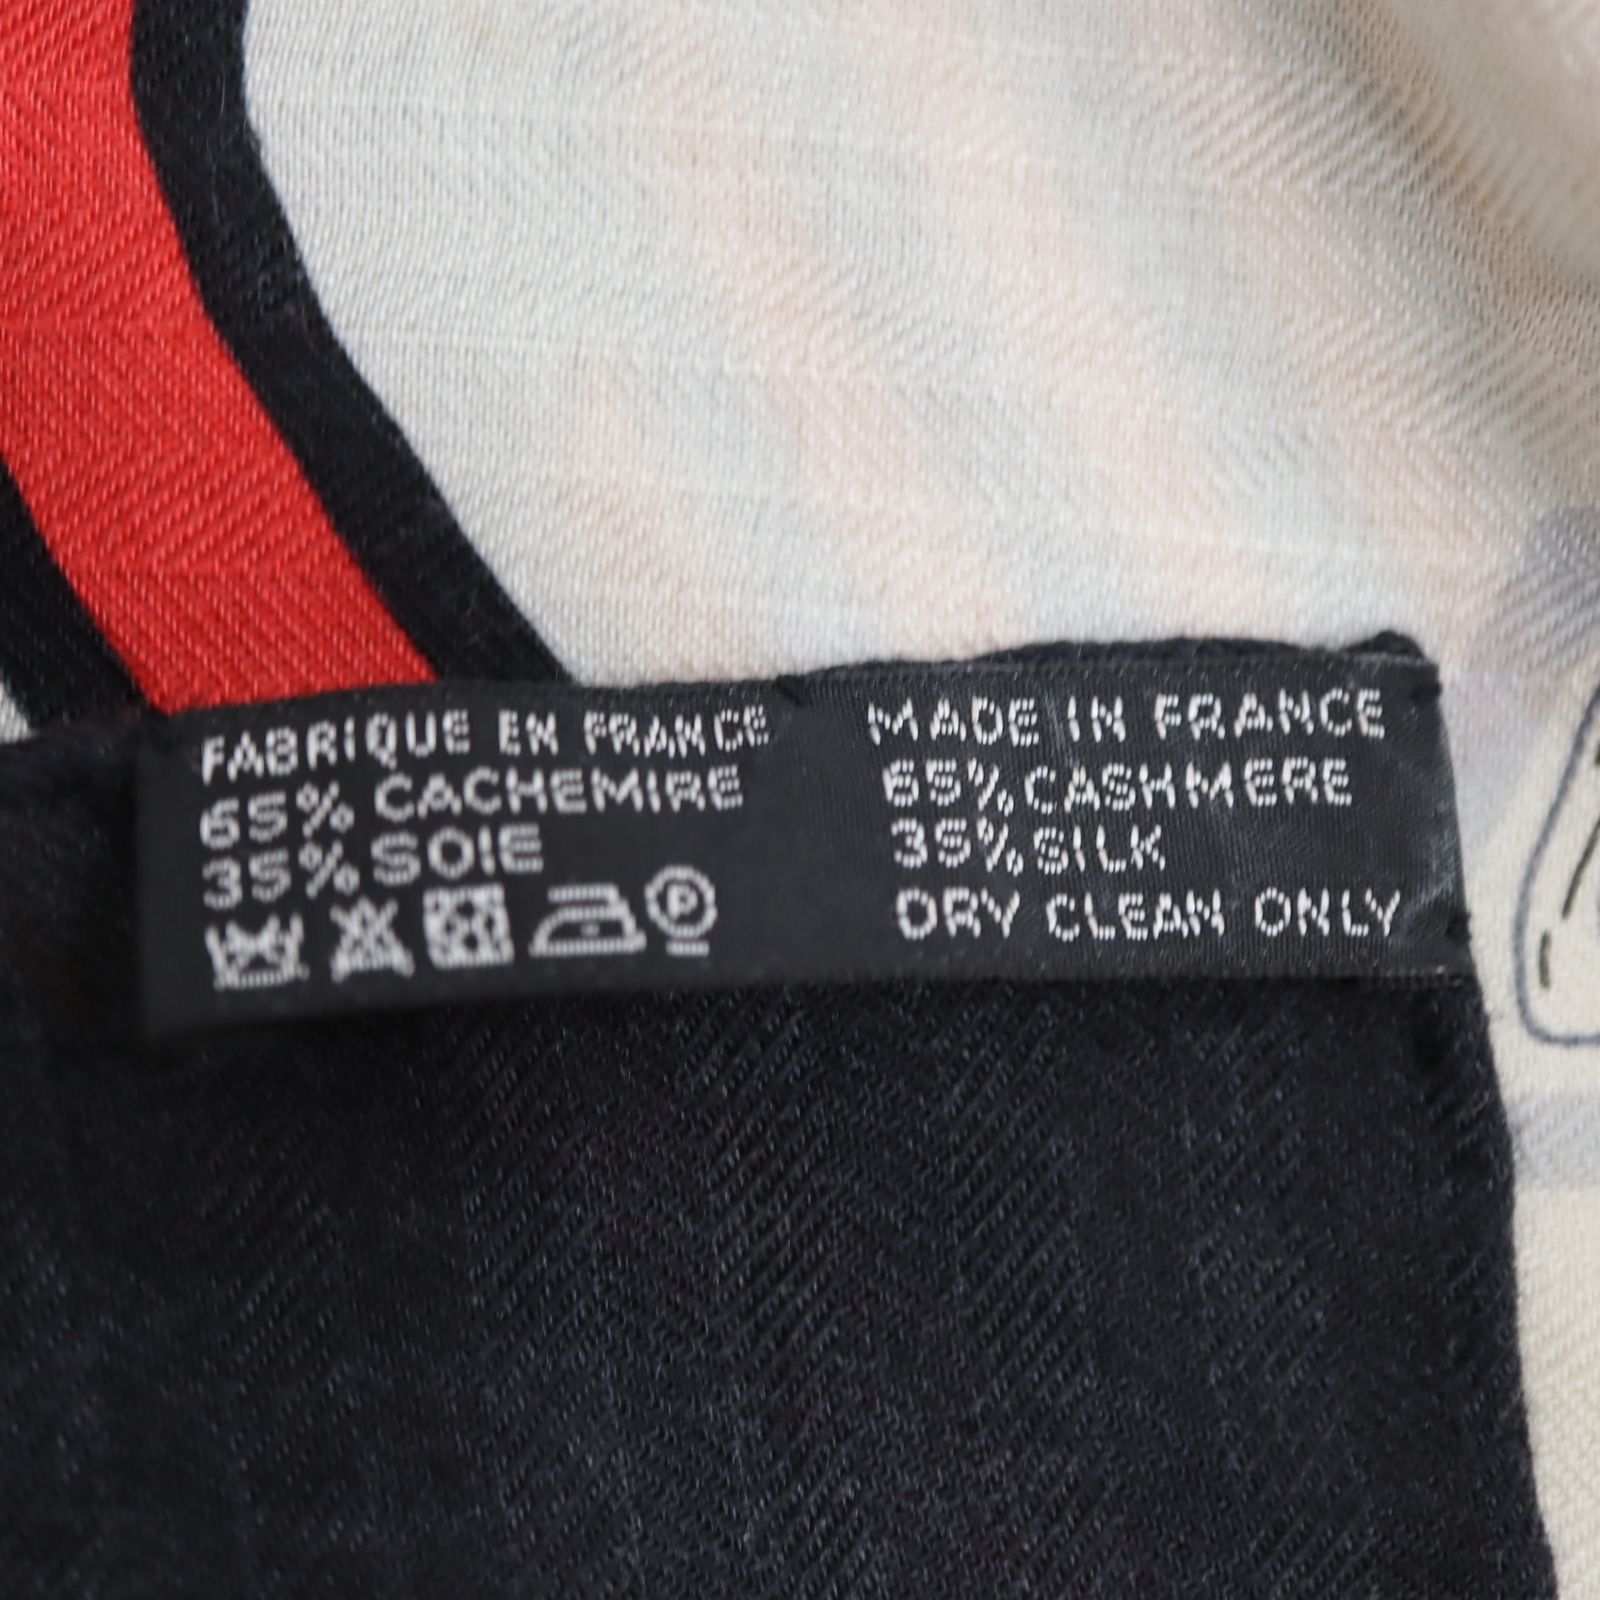 FABRIQUE EN FRANCE
65% CACHEMIRE
35% SOIE
P
MADE IN FRANCE
65% CASHMERE
35% SILK
DRY CLEAN ONLY